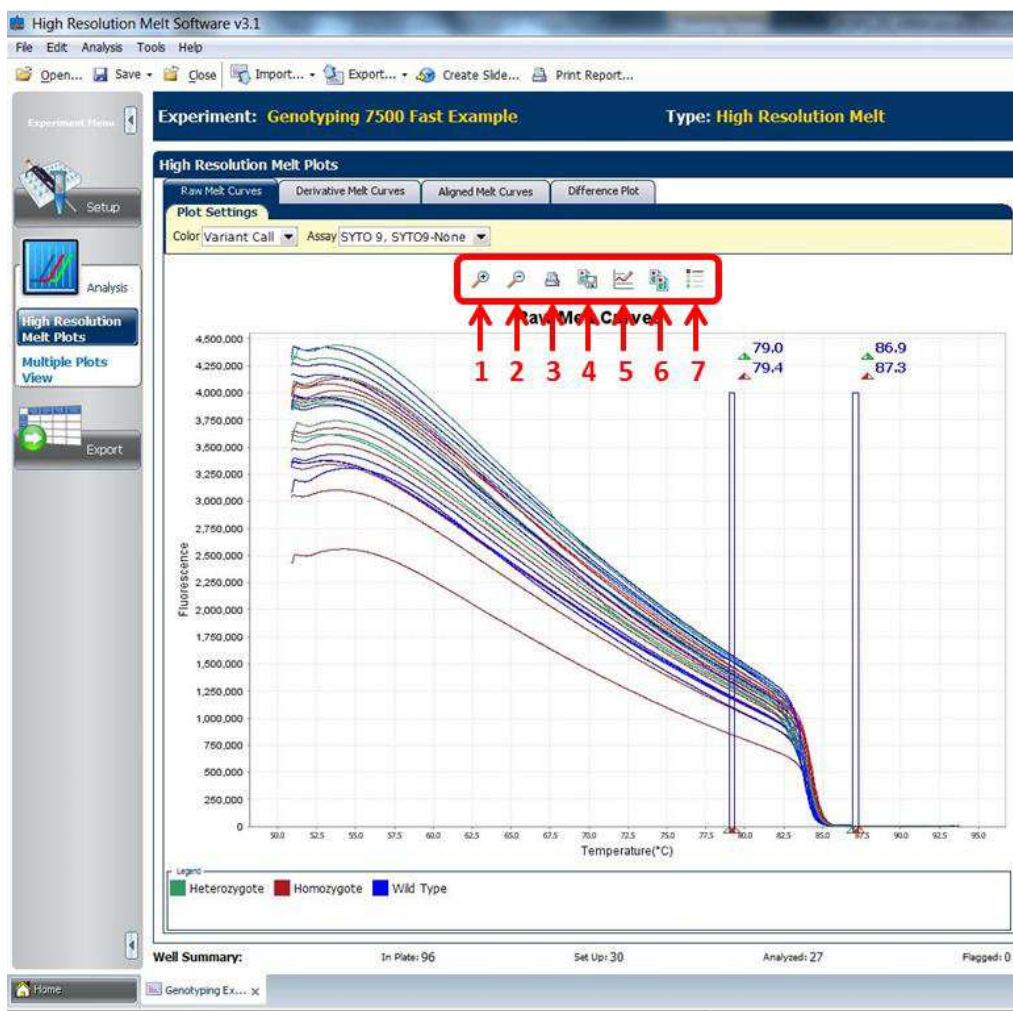 High Resolution Melt Software v3.1
File Edit Analysis Tools Help
Open... Save Close Import... Export... Create Slide... Print Report...
Experiment Menu
Experiment: Genotyping 7500 Fast Example Type: High Resolution Melt
High Resolution Melt Plots
Raw Melt Curves Derivative Melt Curves Aligned Melt Curves Difference Plot
Setup
Plot Settings
Color Variant Call Assay SYTO 9, SYTO9-None
Analysis
High Resolution
Melt Plots
Multiple Plots
View
Export
Raw Melt Curves
1 2 3 4 5 6 7
79.0 86.9
79.4 87.3
4,500,000
4,250,000
4,000,000
3,750,000
3,500,000
3,250,000
3,000,000
2,750,000
2,500,000
2,250,000
2,000,000
1,750,000
1,500,000
1,250,000
1,000,000
750,000
500,000
250,000
0
Fluorescence
50.0 52.5 55.0 57.5 60.0 62.5 65.0 67.5 70.0 72.5 75.0 77.5 80.0 82.5 85.0 87.5 90.0 92.5 95.0
Temperature(°C)
Legend
Heterozygote Homozygote Wild Type
Well Summary: In Plate: 96 Set Up: 30 Analyzed: 27 Flagged: 0
Home Genotyping Ex... x